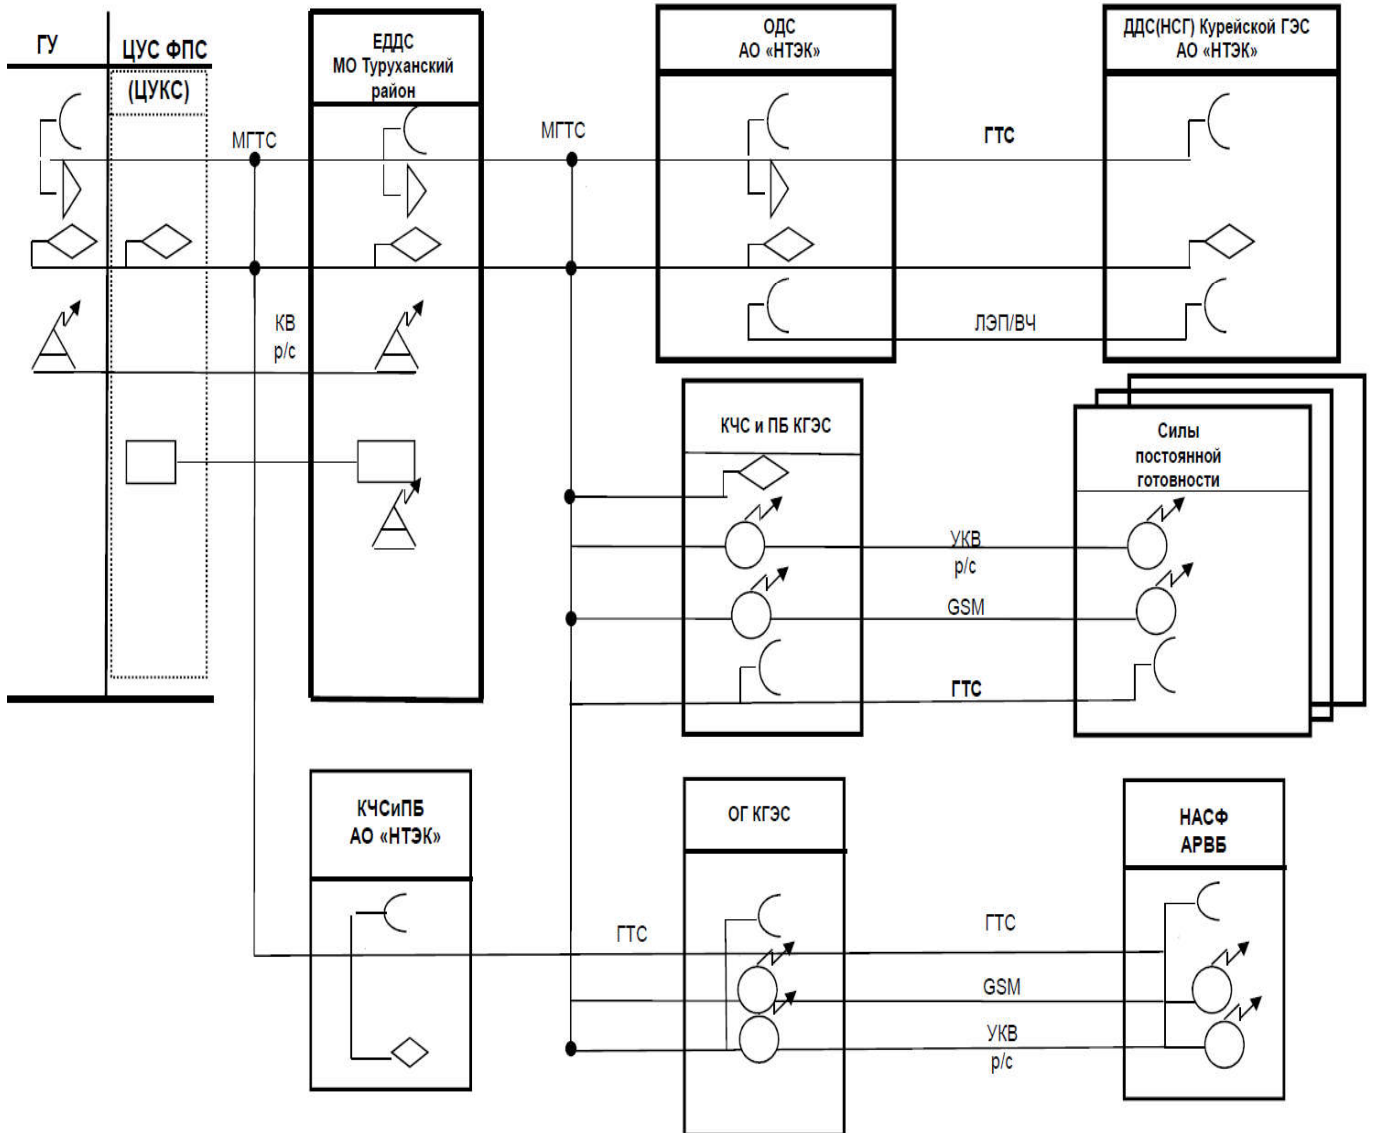 ГУ
ЦУС ФПС
(ЦУКС)
ЕДДС
МО Туруханский
район
ОДС
АО «НТЭК»
ДДС(НСГ) Курейской ГЭС
АО «НТЭК»
МГТС
МГТС
ГТС
КВ
р/с
ЛЭП/ВЧ
КЧС и ПБ КГЭС
Силы
постоянной
готовности
УКВ
р/с
GSM
ГТС
КЧСиПБ
АО «НТЭК»
ОГ КГЭС
НАСФ
АРВБ
ГТС
ГТС
GSM
УКВ
р/с